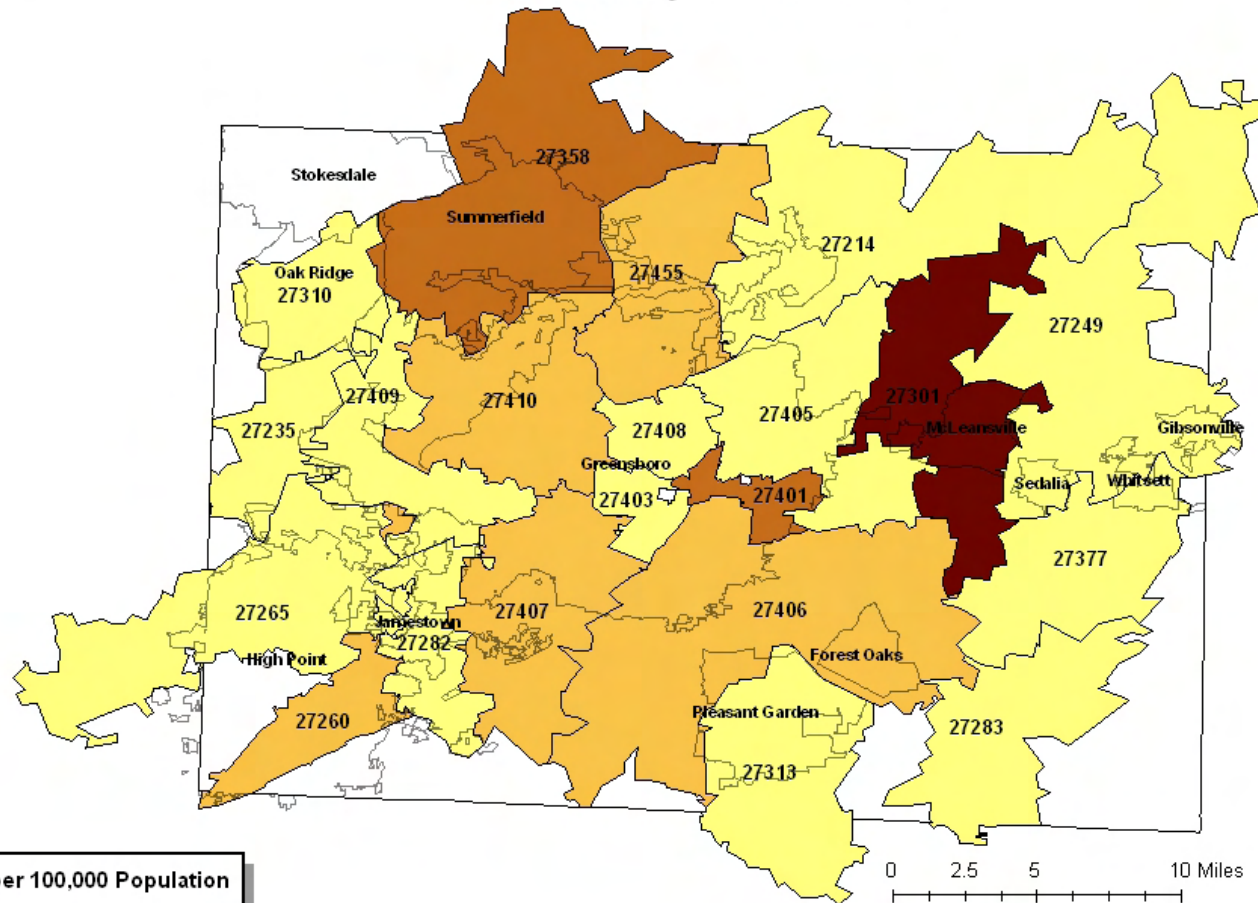 27358
Stokesdale
Summerfield
27214
Oak Ridge
27310
27455
27249
27409
27410
27301
27405
27235
27408
McLeansville
Gibsonville
Greensboro
27403
27401
Sedalia
Whitsett
27377
27265
27407
27406
Jamestown
27282
High Point
Forest Oaks
27260
Pleasant Garden
27283
27313
0 2.5 5 10 Miles
er 100,000 Population